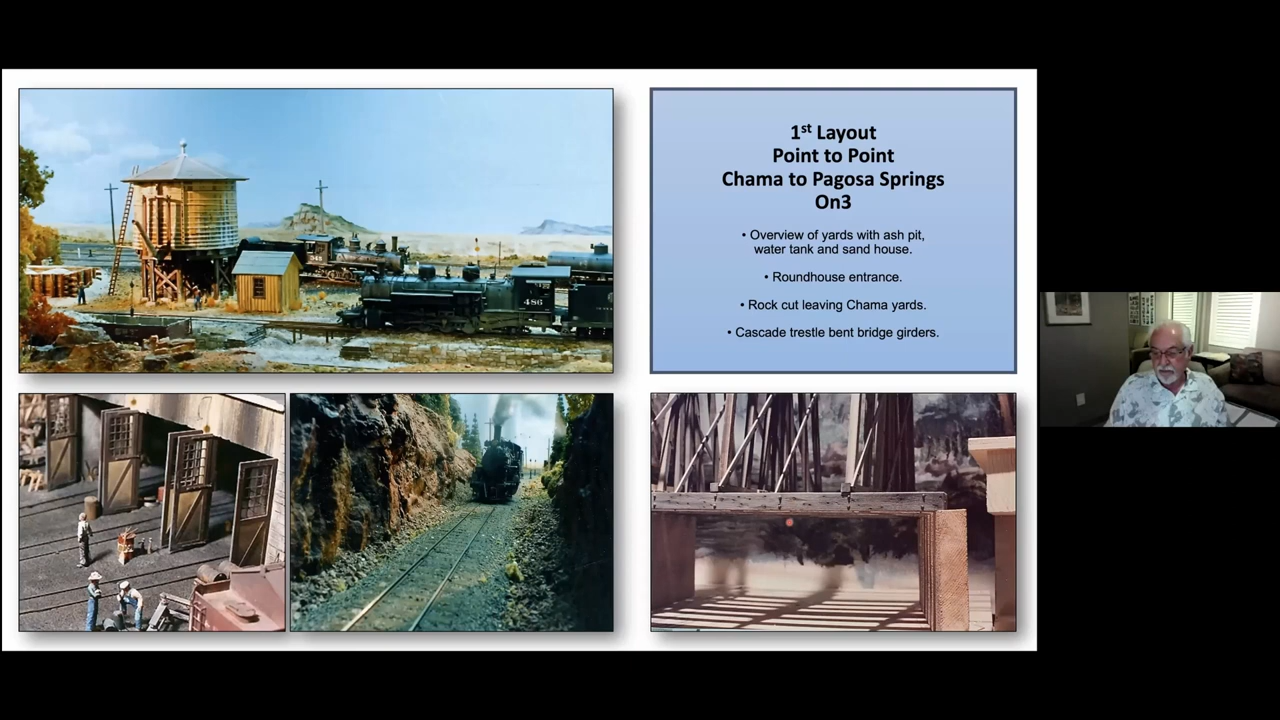 1st Layout
Point to Point
Chama to Pagosa Springs
On3
• Overview of yards with ash pit,
water tank and sand house.
• Roundhouse entrance.
• Rock cut leaving Chama yards.
• Cascade trestle bent bridge girders.
345
486